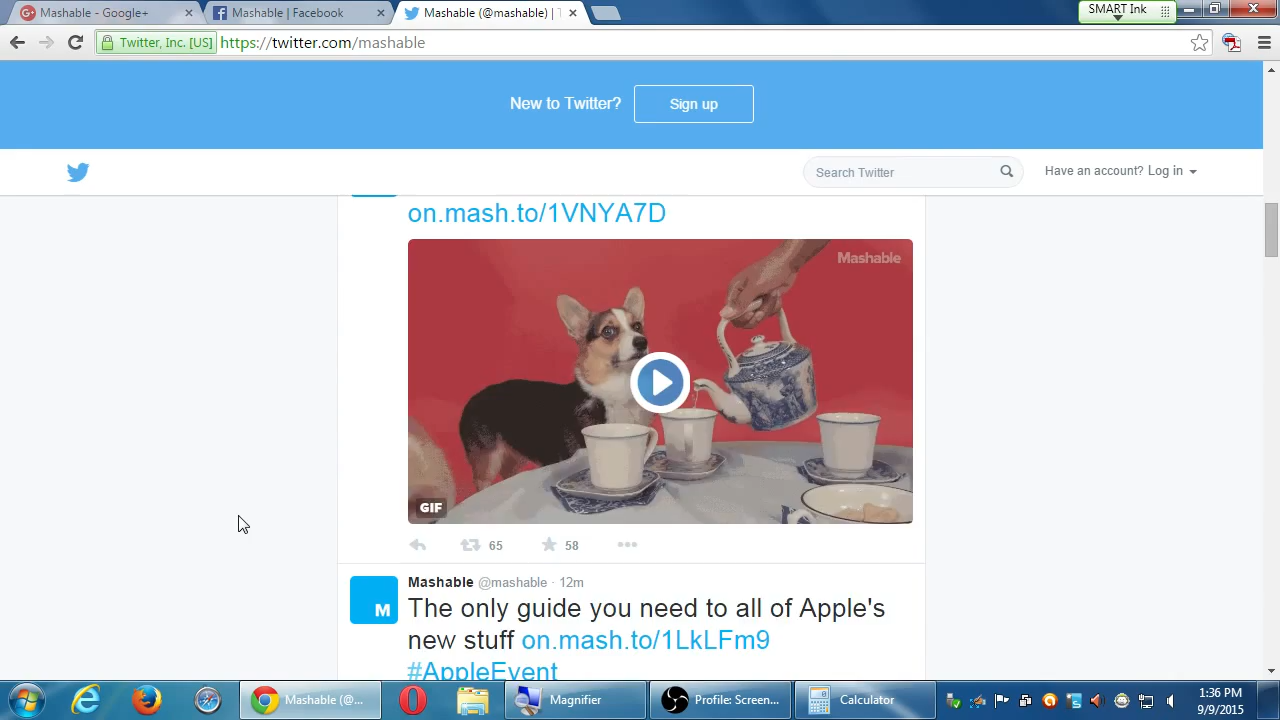 Mashable - Google+
Mashable | Facebook
Mashable (@mashable) | T
SMART Ink
Twitter, Inc. [US]
https://twitter.com/mashable
New to Twitter?
Sign up
Search Twitter
Have an account? Log in
on.mash.to/1VNYA7D
Mashable
GIF
65
58
Mashable @mashable · 12m
M
The only guide you need to all of Apple's
new stuff on.mash.to/1LkLFm9
#AppleEvent
Mashable (@...
Magnifier
Profile: Screen...
Calculator
1:36 PM
9/9/2015